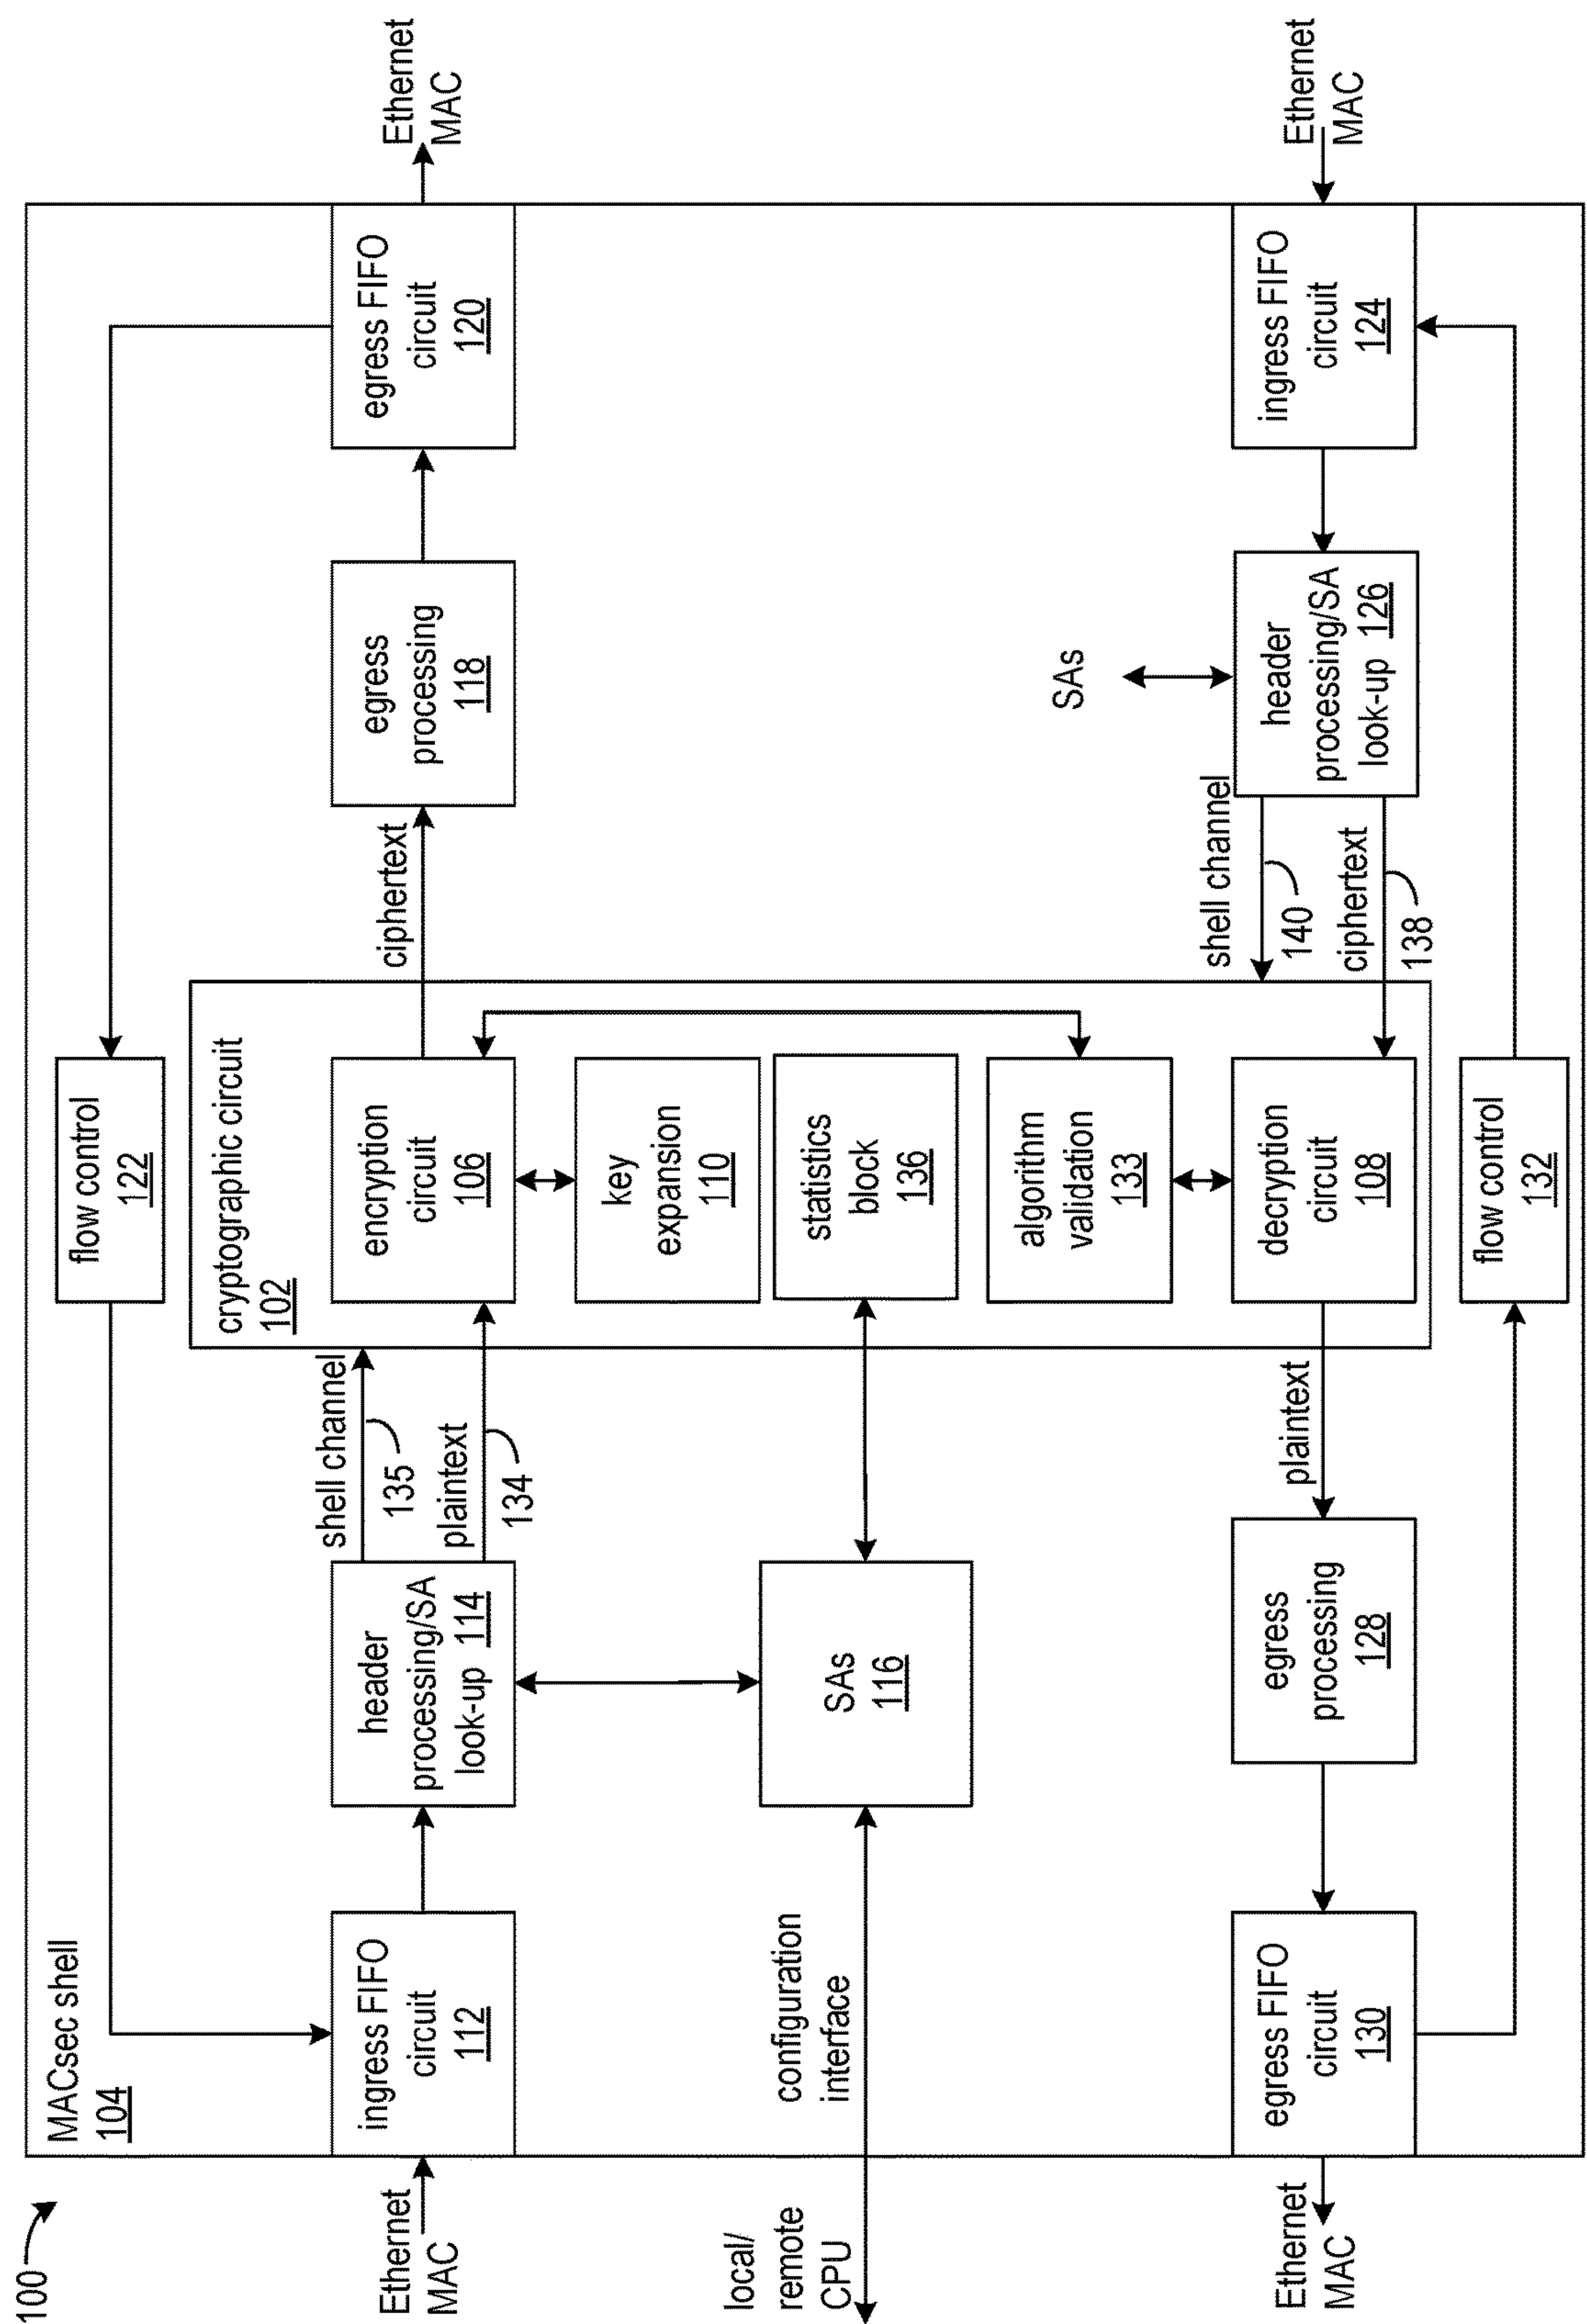 100
MACsec shell
104
flow control
122
Ethernet
MAC
ingress FIFO
circuit
112
header
processing/SA
look-up 114
shell channel
135
plaintext
134
cryptographic circuit
102
encryption
circuit
106
ciphertext
egress
processing
118
egress FIFO
circuit
120
Ethernet
MAC
key
expansion
110
local/
remote
CPU
configuration
interface
SAs
116
statistics
block
136
algorithm
validation
133
SAs
Ethernet
MAC
egress FIFO
circuit
130
egress
processing
128
plaintext
decryption
circuit
108
shell channel
140
ciphertext
138
header
processing/SA
look-up 126
ingress FIFO
circuit
124
Ethernet
MAC
flow control
132